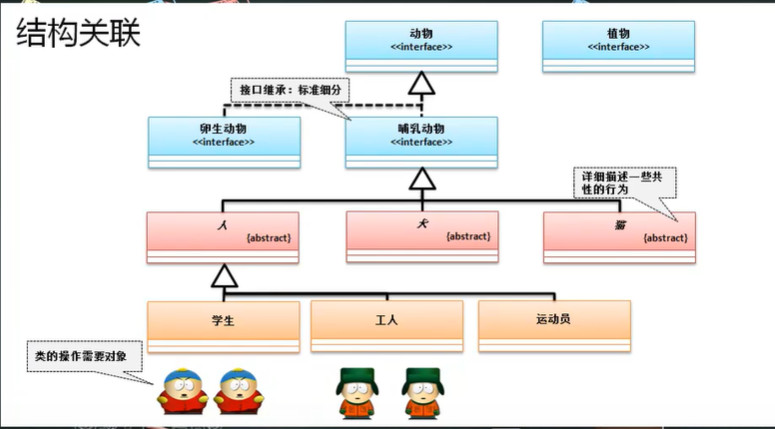 结构关联
动物
<<interface>>
植物
<<interface>>
接口继承：标准细分
卵生动物
<<interface>>
哺乳动物
<<interface>>
详细描述一些共
性的行为
人
{abstract}
犬
{abstract}
猫
{abstract}
学生
工人
运动员
类的操作需要对象